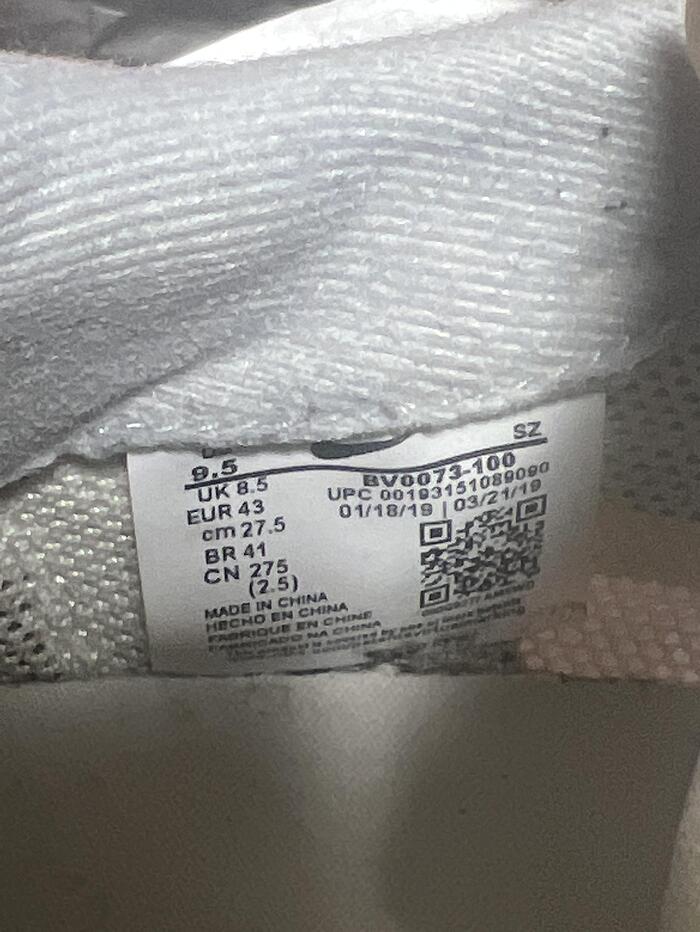 SZ
9.5
UK 8.5
EUR 43
cm 27.5
BR 41
CN 275
(2.5)
BV0073-100
UPC 00193151089090
01/18/19 | 03/21/19
MADE IN CHINA
HECHO EN CHINA
FABRIQUE EN CHINE
FABRICADO NA CHINA